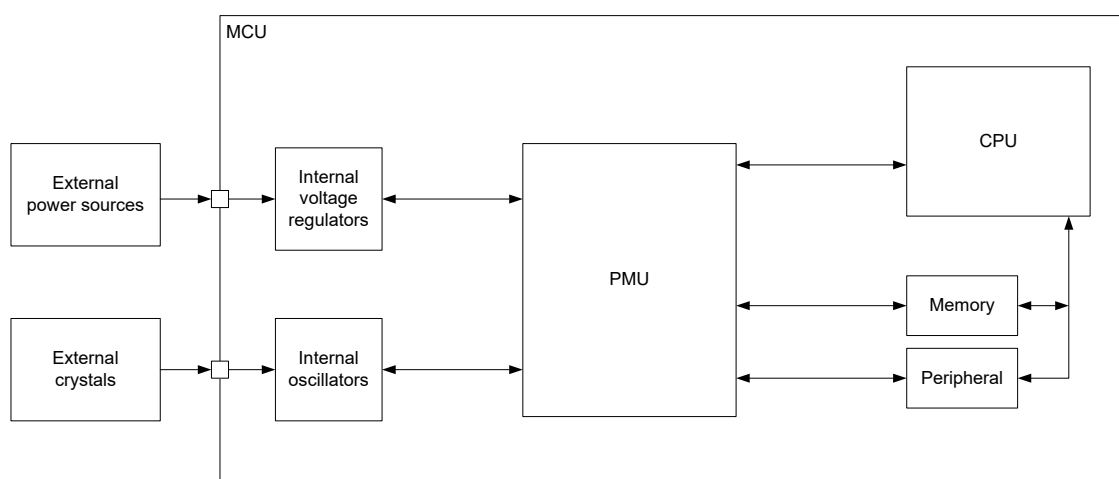 MCU
CPU
External
power sources
Internal
voltage
regulators
PMU
Memory
External
crystals
Internal
oscillators
Peripheral